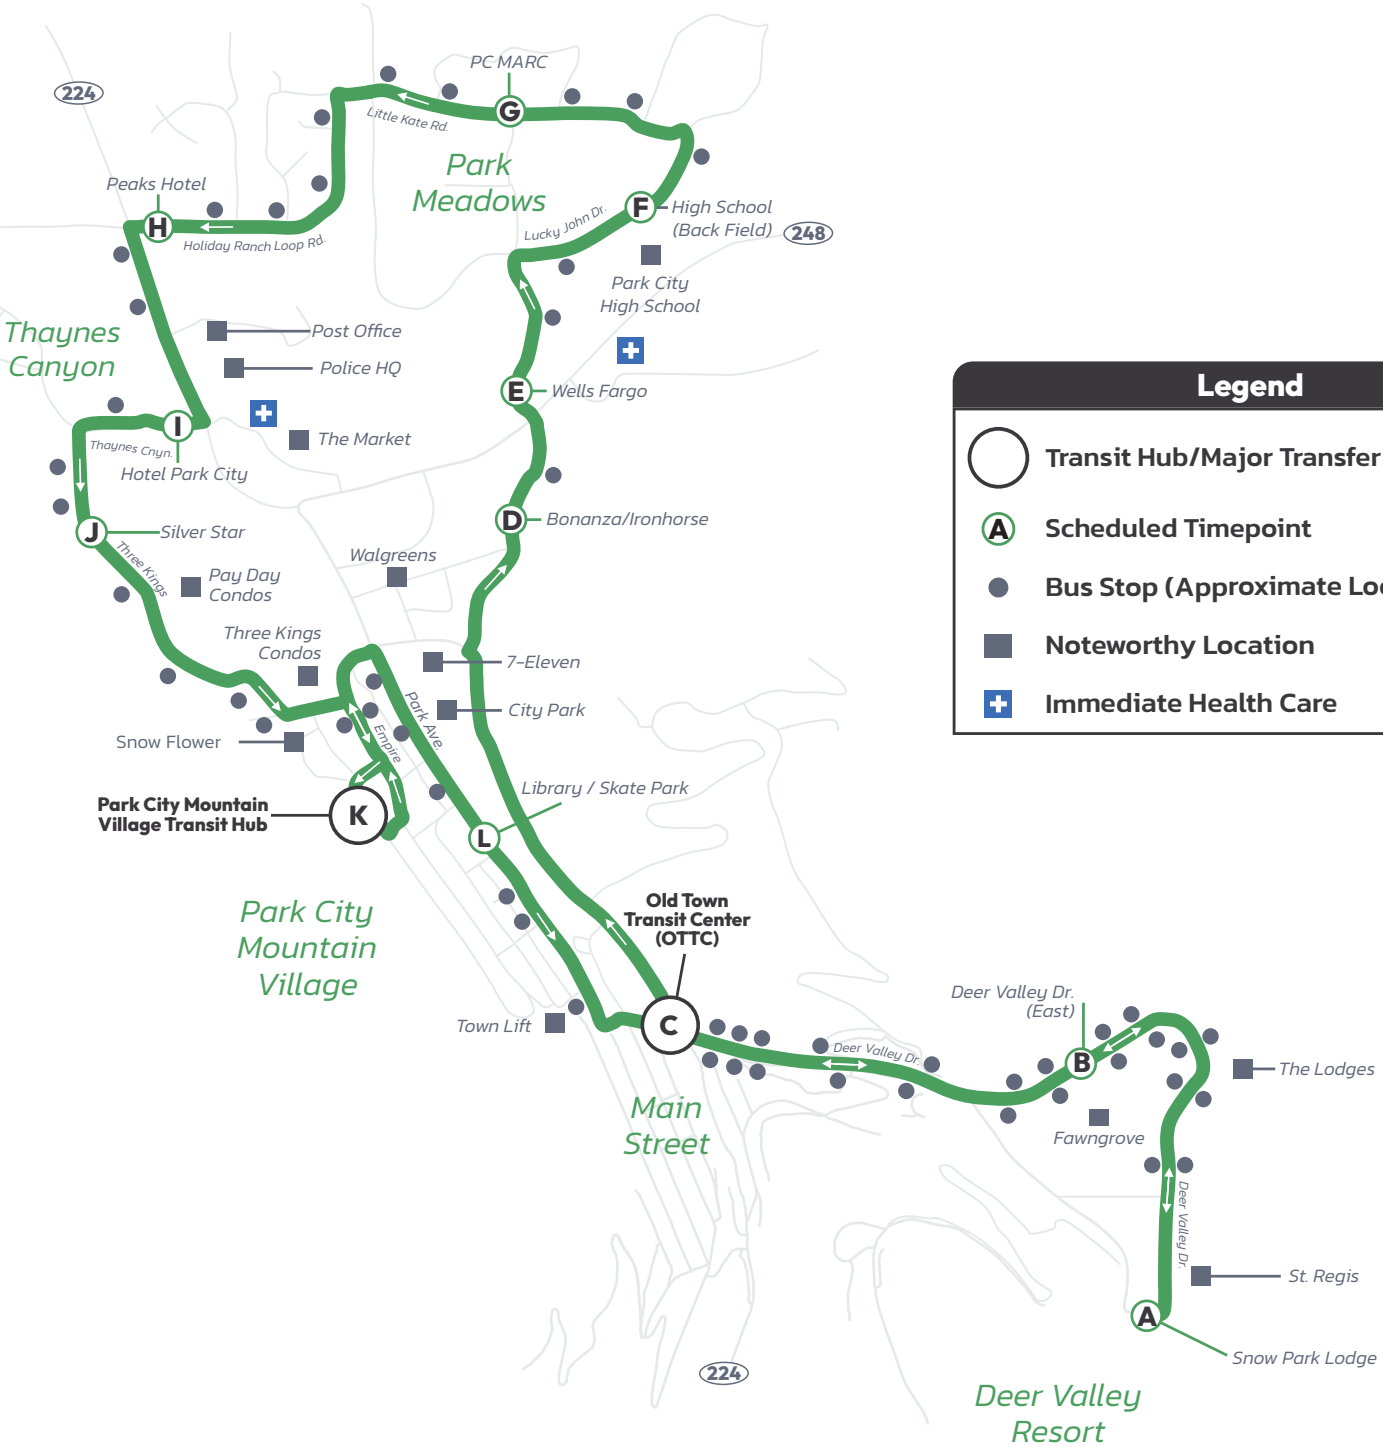 PC MARC
224
G
Little Kate Rd.
Park
Meadows
Peaks Hotel
F
High School
(Back Field)
248
Lucky John Dr.
H
Holiday Ranch Loop Rd.
Park City
High School
Thaynes
Canyon
Post Office
Police HQ
E
Wells Fargo
I
The Market
Thaynes Cnyn.
Hotel Park City
J
Silver Star
D
Bonanza/Ironhorse
Three Kings
Walgreens
Pay Day
Condos
Three Kings
Condos
7-Eleven
Park Ave.
City Park
Empire
Snow Flower
Library / Skate Park
Park City Mountain
Village Transit Hub
K
L
Park City
Mountain
Village
Old Town
Transit Center
(OTTC)
Town Lift
C
Deer Valley Dr.
(East)
Deer Valley Dr.
B
The Lodges
Main
Street
Fawngrove
Deer Valley Dr.
St. Regis
A
Snow Park Lodge
224
Deer Valley
Resort
Legend
Transit Hub/Major Transfer
A
Scheduled Timepoint
Bus Stop (Approximate Loc
Noteworthy Location
Immediate Health Care